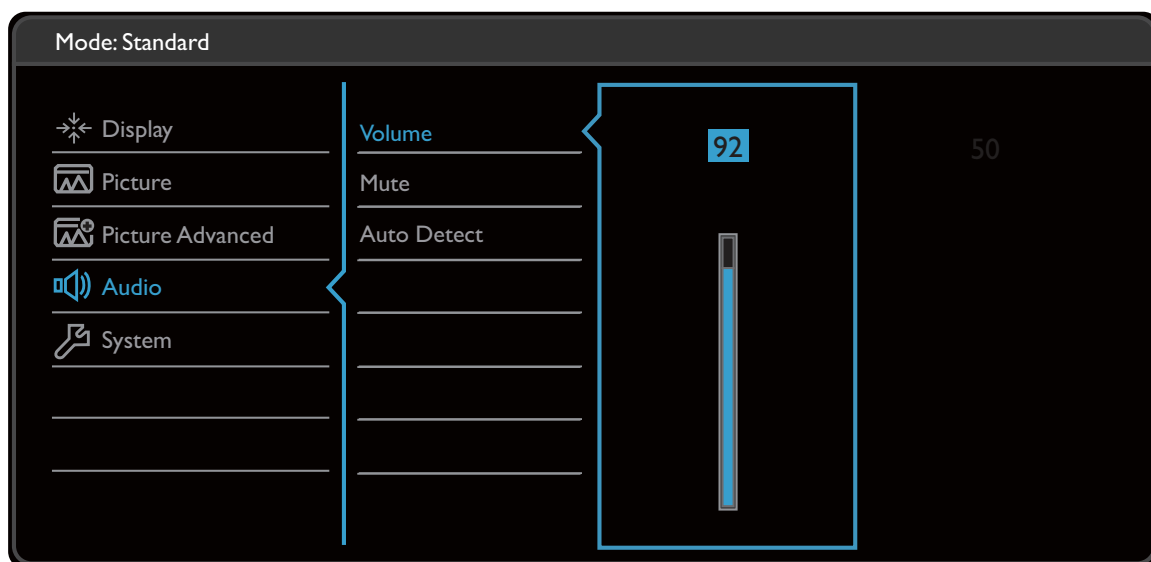 Mode: Standard
Display
Picture
Picture Advanced
Audio
System
Volume
Mute
Auto Detect
92
50